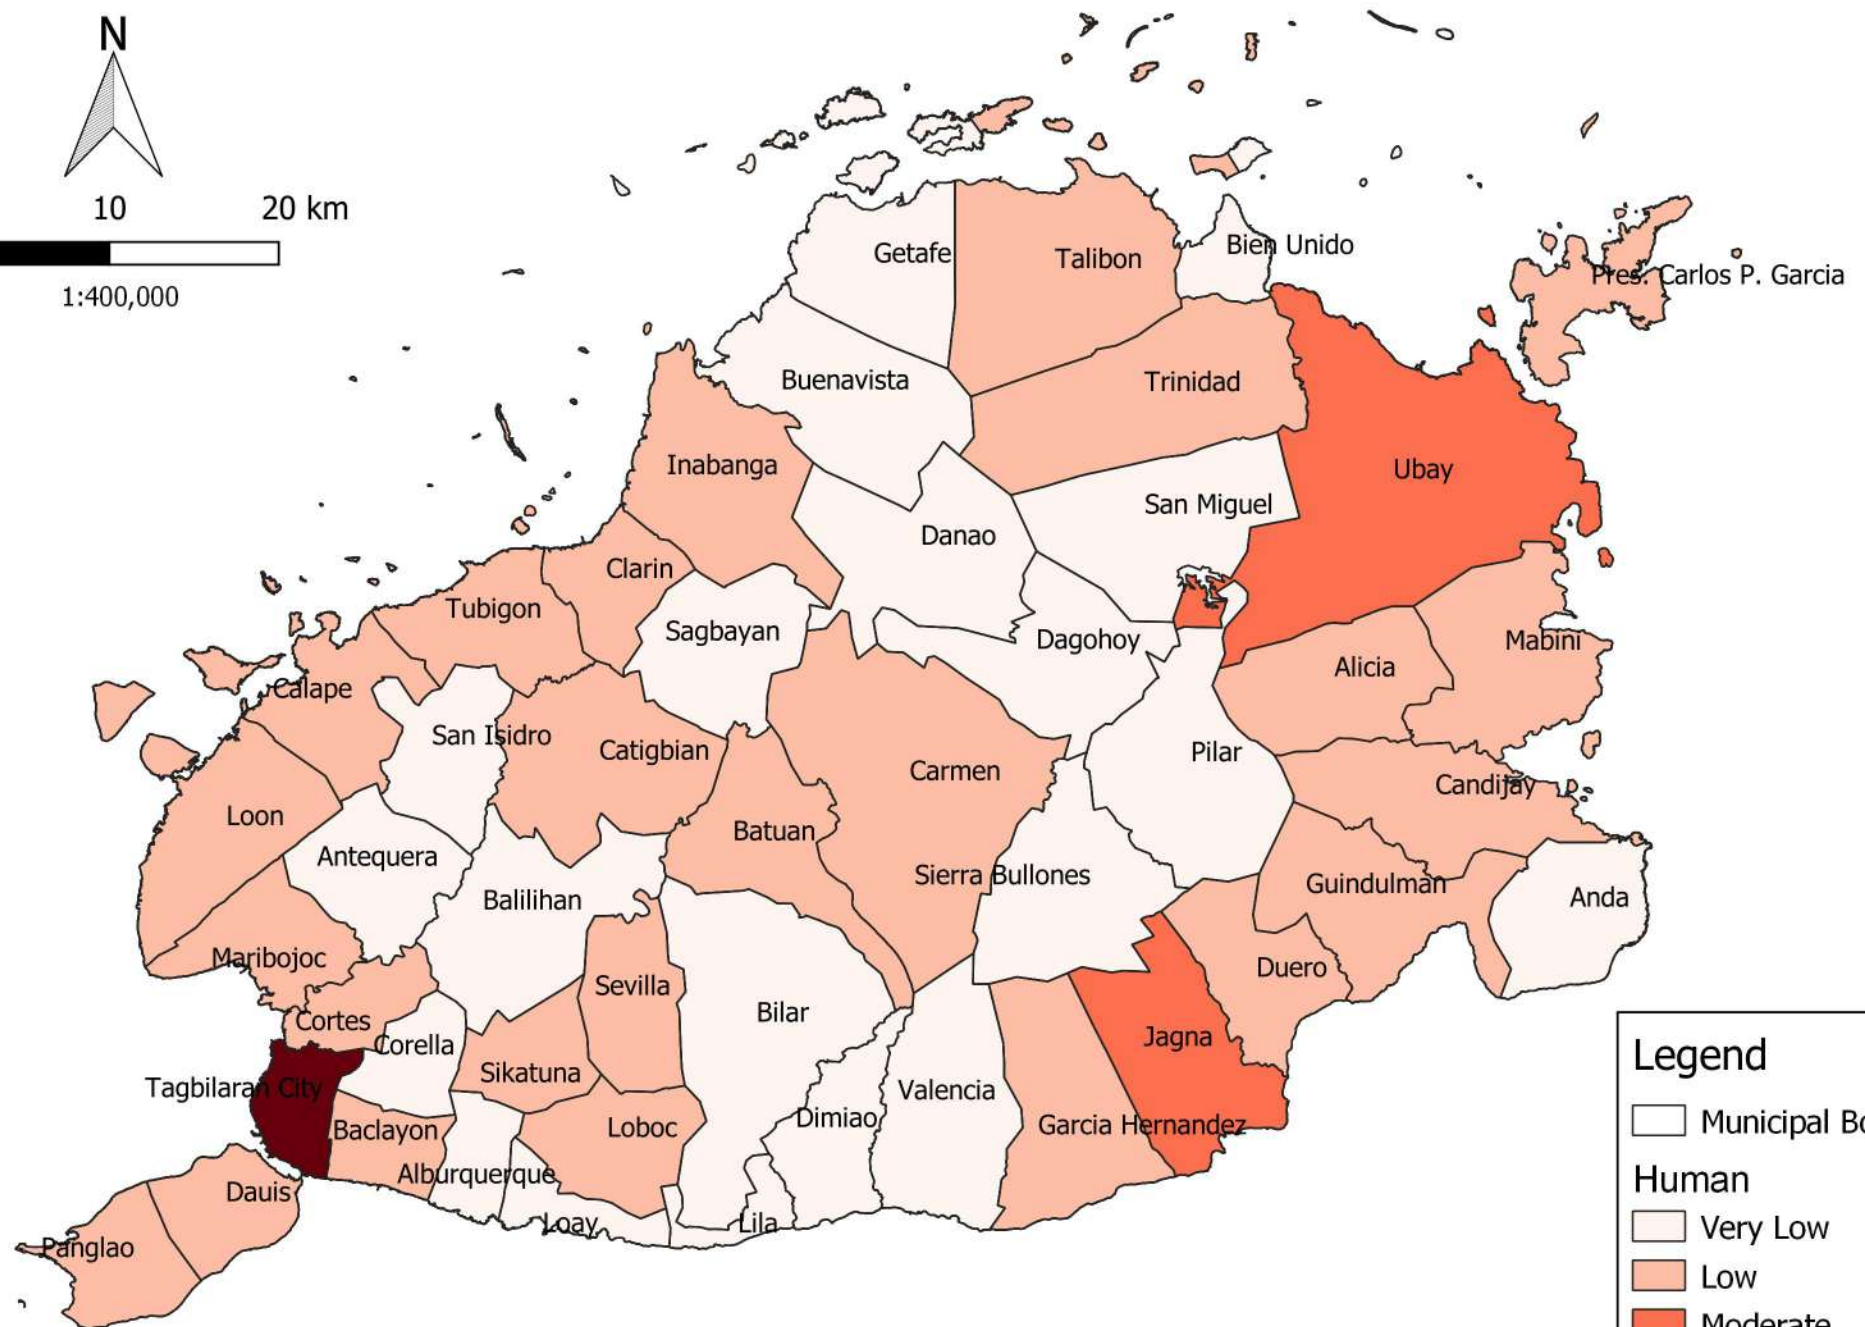 N
10 20 km
1:400,000
Getafe
Talibon
Bien Unido
Pres. Carlos P. Garcia
Buenavista
Trinidad
Inabanga
Ubay
San Miguel
Danao
Clarin
Tubigon
Sagbayan
Dagohoy
Mabini
Alicia
Calape
San Isidro
Catigbian
Pilar
Carmen
Candijay
Loon
Batuan
Antequera
Sierra Bullones
Guindulman
Balilihan
Anda
Maribojoc
Duero
Sevilla
Bilar
Cortes
Jagna
Corella
Sikatuna
Tagbilaran City
Valencia
Dimiao
Garcia Hernandez
Baclayon
Loboc
Alburquerque
Dauis
Loay
Lila
Panglao
Legend
Municipal Bo
Human
Very Low
Low
Moderate